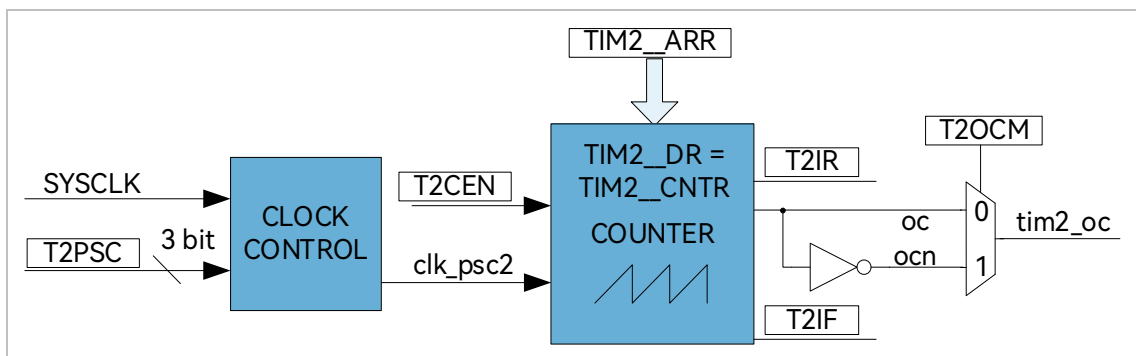 TIM2__ARR
T2OCM
TIM2__DR =
TIM2__CNTR
COUNTER
T2IR
SYSCLK
T2CEN
CLOCK
CONTROL
3 bit
T2PSC
clk_psc2
oc
0
tim2_oc
ocn
1
T2IF